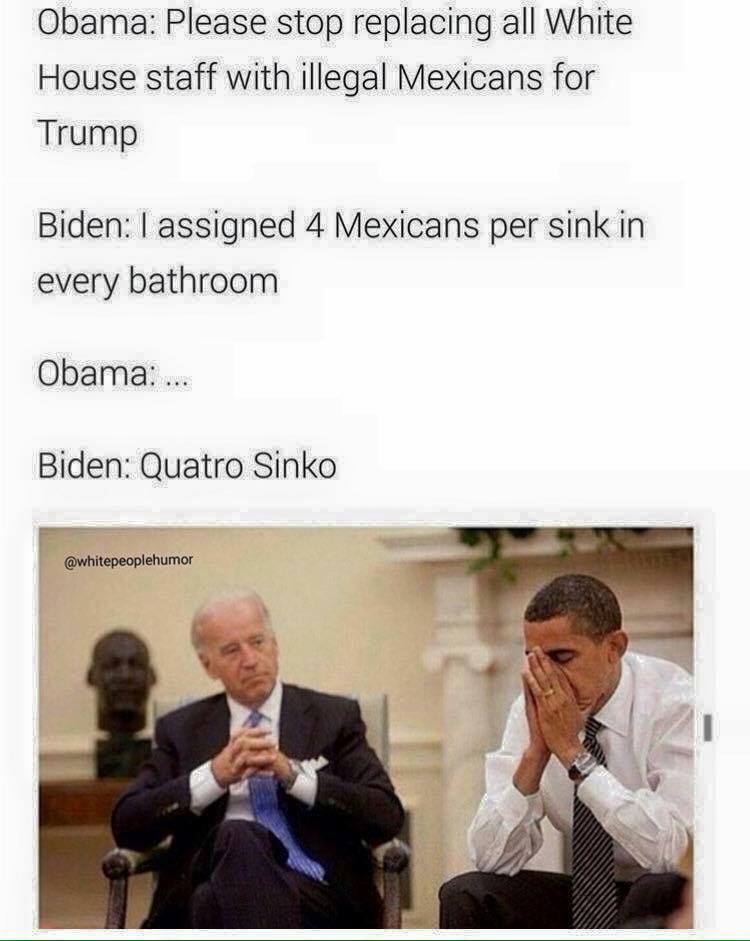 Obama: Please stop replacing all White
House staff with illegal Mexicans for
Trump
Biden: I assigned 4 Mexicans per sink in
every bathroom
Obama: ...
Biden: Quatro Sinko
@whitepeoplehumor